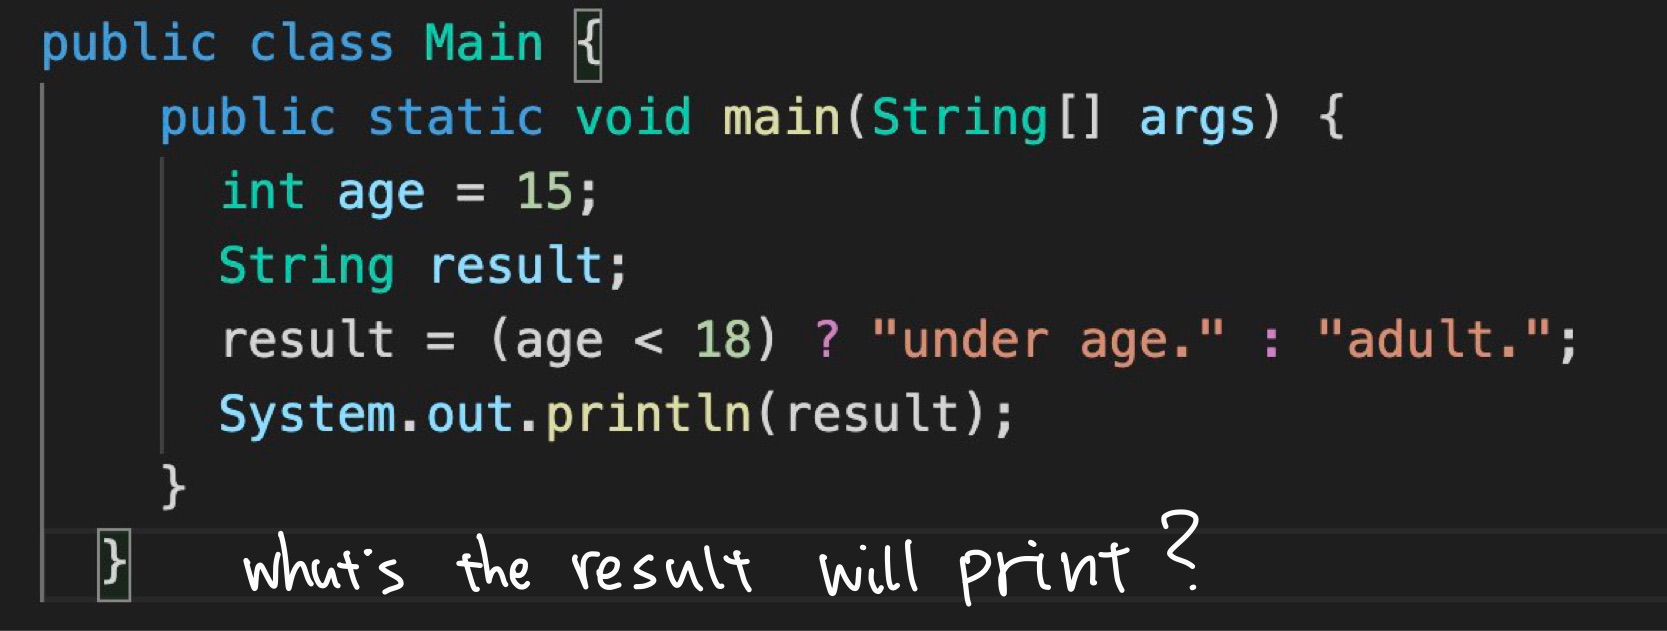 public class Main {
public static void main(String[] args) {
int age = 15;
String result;
result = (age < 18) ? "under age." : "adult.";
System.out.println(result);
}
}
what's the result will print?